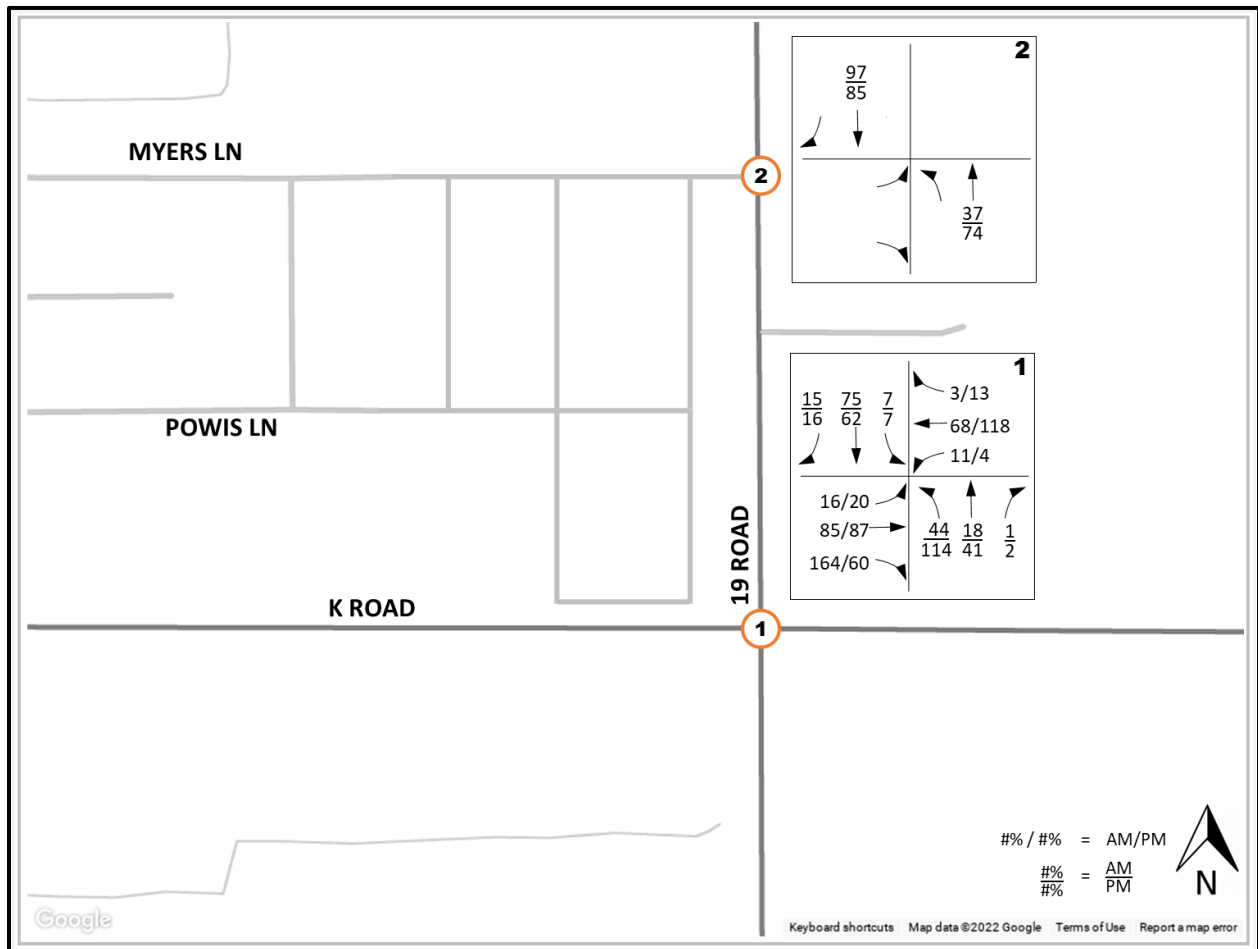 2
97
85
MYERS LN
2
37
74
1
15 75 7
16 62 7
3/13
68/118
11/4
POWIS LN
16/20
85/87
164/60
44 18 1
114 41 2
19 ROAD
K ROAD
1
#% / #% = AM/PM
#% = AM
#% PM
N
Google
Keyboard shortcuts Map data ©2022 Google Terms of Use Report a map error